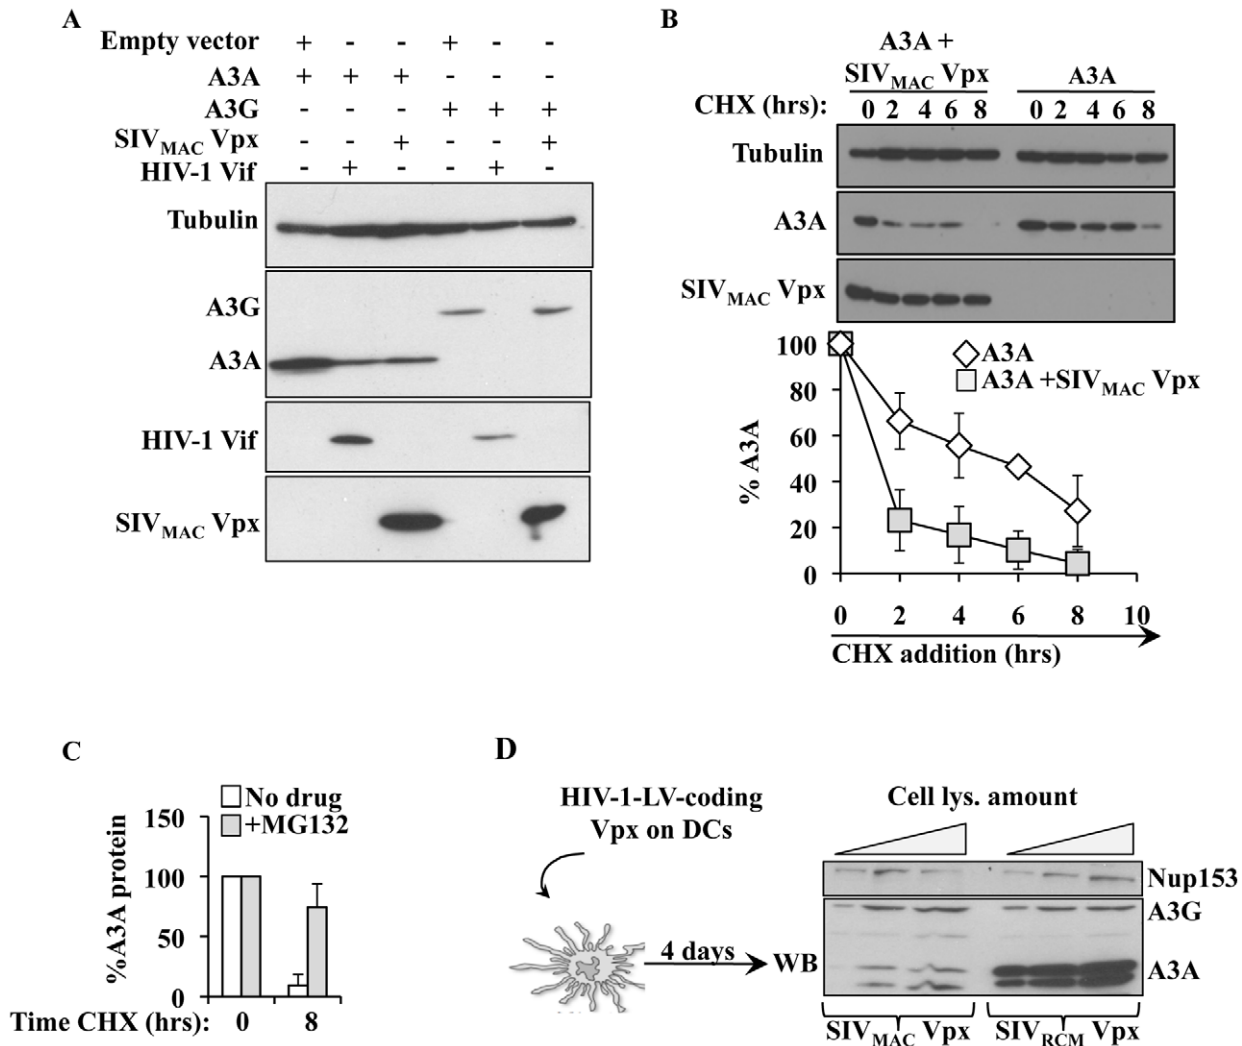 A
Empty vector + - - + - -
A3A + + + - - -
A3G - - - + + +
SIVMAC Vpx - - + - - +
HIV-1 Vif - + - - + -
Tubulin
A3G
A3A
HIV-1 Vif
SIVMAC Vpx
B
A3A +
SIVMAC Vpx
A3A
CHX (hrs): 0 2 4 6 8 0 2 4 6 8
Tubulin
A3A
SIVMAC Vpx
A3A
A3A +SIVMAC Vpx
% A3A
100
80
60
40
20
0
0 2 4 6 8 10
CHX addition (hrs)
C
No drug
+MG132
%A3A protein
150
100
50
0
Time CHX (hrs): 0 8
D
HIV-1-LV-coding
Vpx on DCs
4 days
WB
Cell lys. amount
Nup153
A3G
A3A
SIVMAC Vpx SIVRCM Vpx